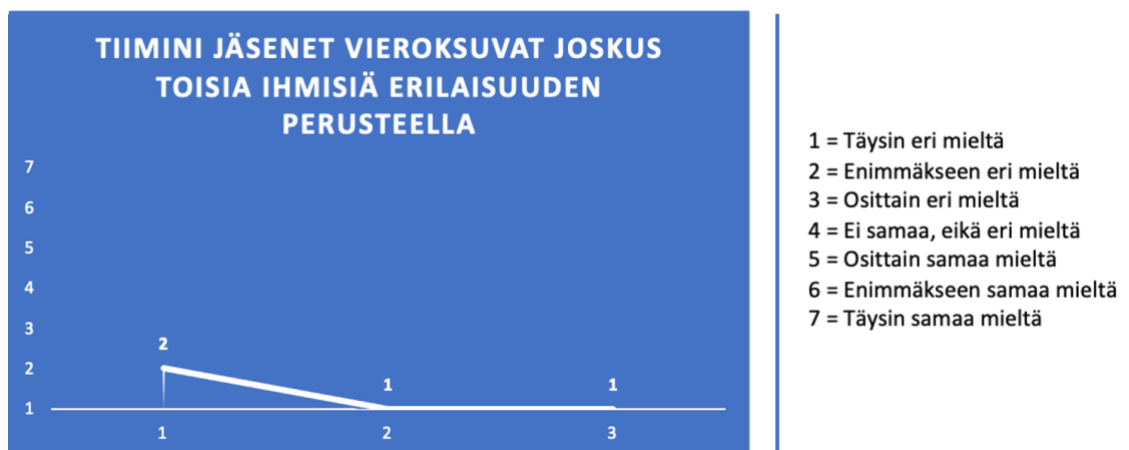 TIIMINI JÄSENET VIEROKSUVAT JOSKUS
TOISIA IHMISIÄ ERILAISUUDEN
PERUSTEELLA
7
6
5
4
3
2
1
2
1
1
1
2
3
1 = Täysin eri mieltä
2 = Enimmäkseen eri mieltä
3 = Osittain eri mieltä
4 = Ei samaa, eikä eri mieltä
5 = Osittain samaa mieltä
6 = Enimmäkseen samaa mieltä
7 = Täysin samaa mieltä